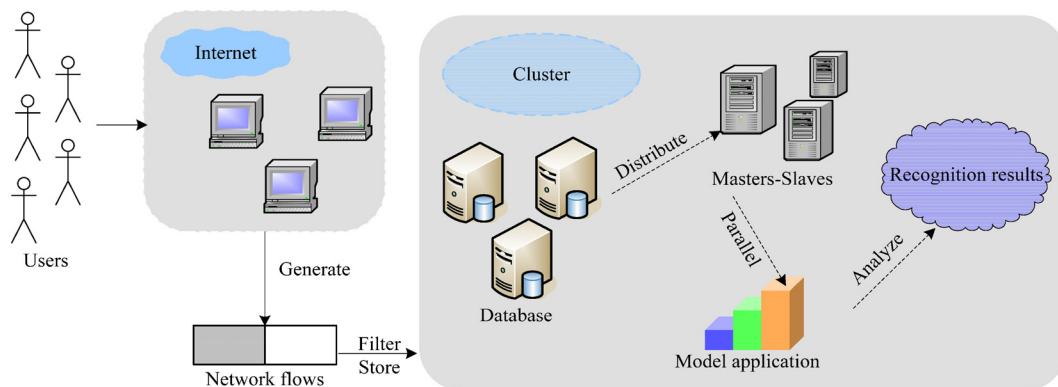 Users
Internet
Generate
Network flows
Filter
Store
Cluster
Database
Distribute
Masters-Slaves
Parallel
Model application
Analyze
Recognition results